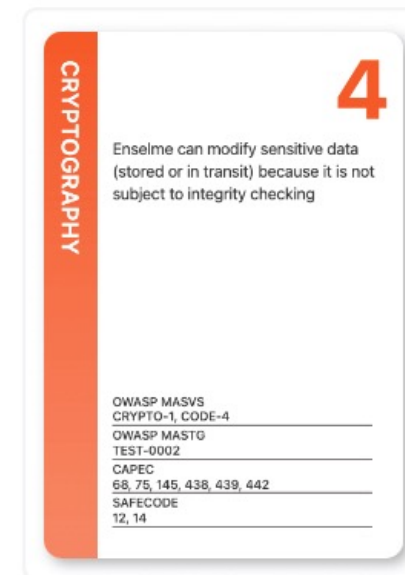 CRYPTOGRAPHY
4
Enselme can modify sensitive data
(stored or in transit) because it is not
subject to integrity checking
OWASP MASVS
CRYPTO-1, CODE-4
OWASP MASTG
TEST-0002
CAPEC
68, 75, 145, 438, 439, 442
SAFECODE
12, 14